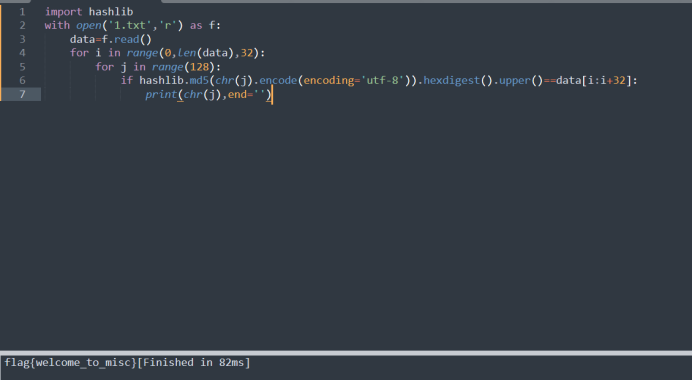 1 import hashlib
2 with open('1.txt','r') as f:
3     data=f.read()
4     for i in range(0,len(data),32):
5         for j in range(128):
6             if hashlib.md5(chr(j).encode(encoding='utf-8')).hexdigest().upper()==data[i:i+32]:
7                 print(chr(j),end='')
flag{welcome_to_misc}[Finished in 82ms]